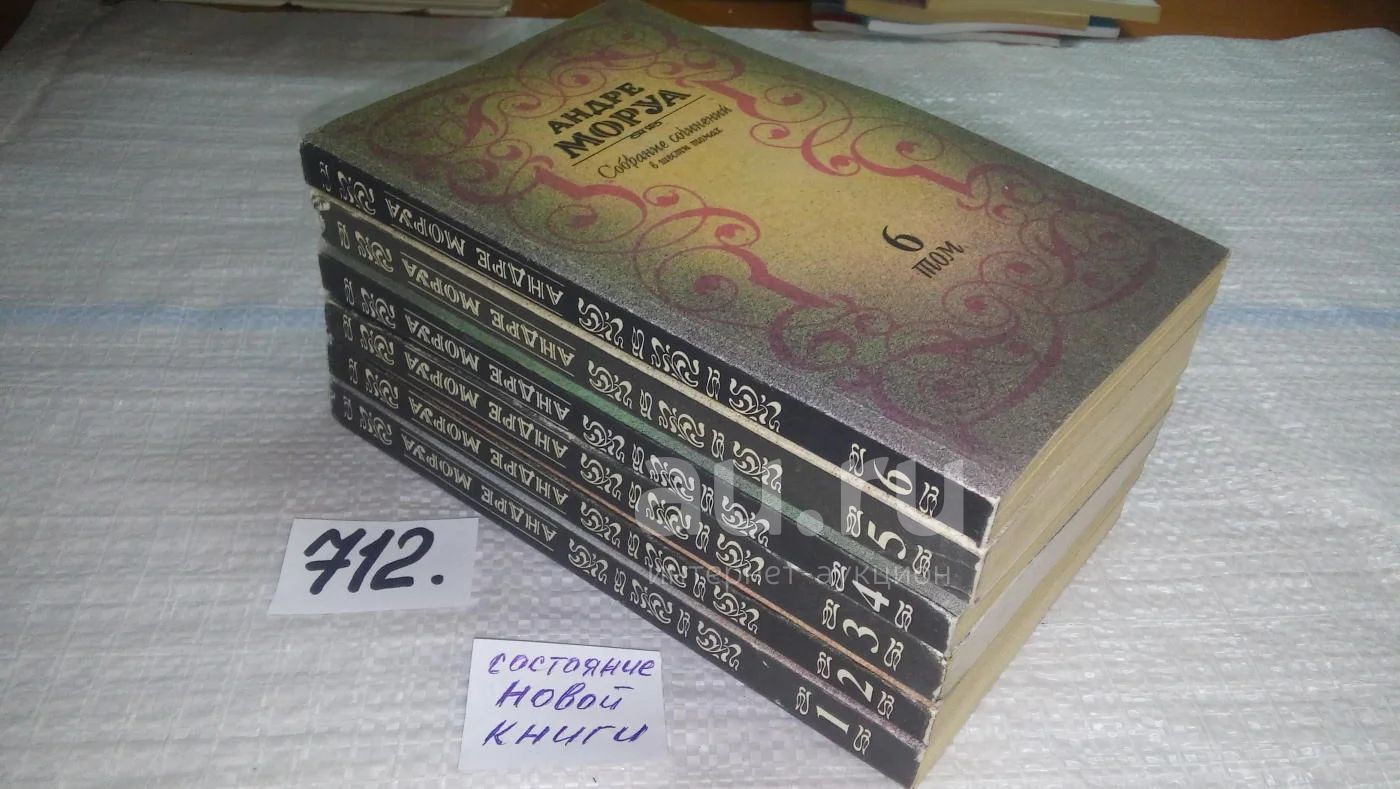 АНДРЕ
МОРУА
Собрание сочинений
в шести томах
6
том
АНДРЕ МОРУА
6
АНДРЕ МОРУА
5
АНДРЕ МОРУА
4
АНДРЕ МОРУА
3
АНДРЕ МОРУА
2
АНДРЕ МОРУА
1
au.ru
интернет-аукцион
712.
состояние
новой
книги